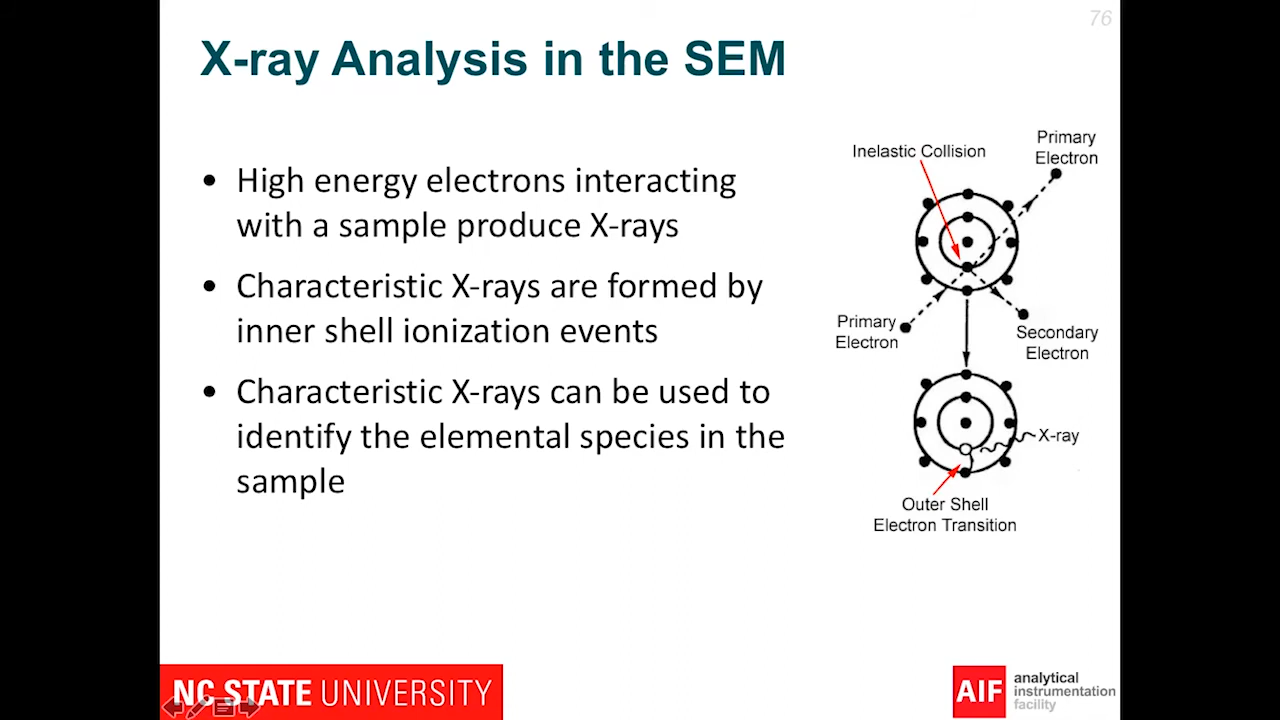 76
X-ray Analysis in the SEM
• High energy electrons interacting
with a sample produce X-rays
• Characteristic X-rays are formed by
inner shell ionization events
• Characteristic X-rays can be used to
identify the elemental species in the
sample
Inelastic Collision
Primary
Electron
Primary
Electron
Secondary
Electron
X-ray
Outer Shell
Electron Transition
NC STATE UNIVERSITY
AIF
analytical
instrumentation
facility